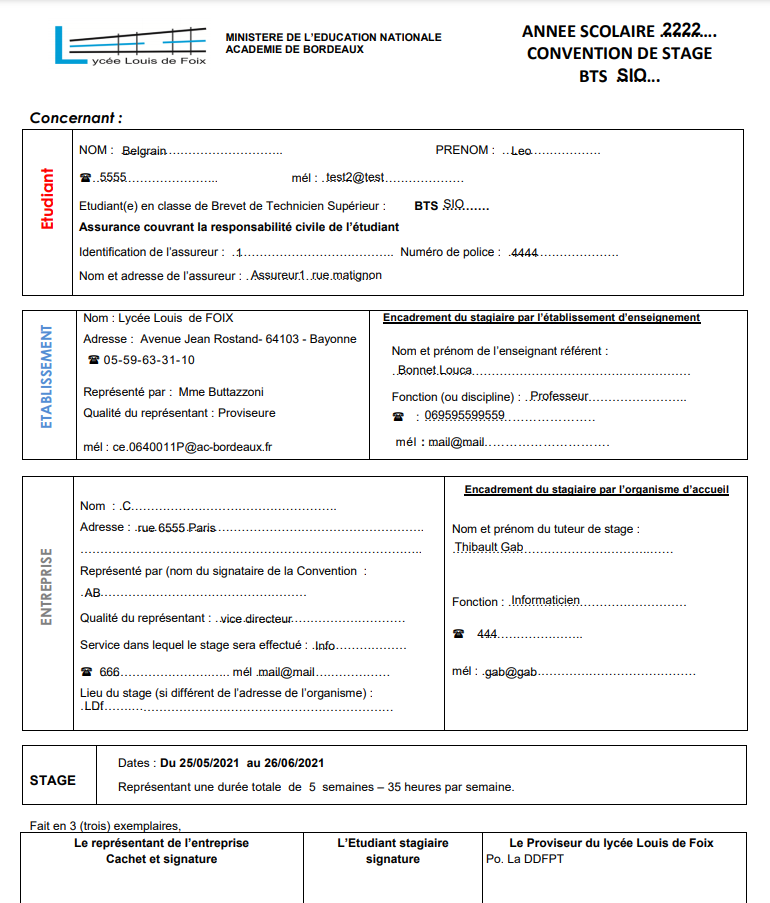 ycée Louis de Foix
MINISTERE DE L'EDUCATION NATIONALE
ACADEMIE DE BORDEAUX
ANNEE SCOLAIRE 2222...
CONVENTION DE STAGE
BTS SIO...
Concernant :
Etudiant
NOM : Belgrain
PRENOM : Leo
☎ 5555
mél : test2@test
Etudiant(e) en classe de Brevet de Technicien Supérieur : BTS SIO
Assurance couvrant la responsabilité civile de l'étudiant
Identification de l'assureur : 1
Numéro de police : 4444
Nom et adresse de l'assureur : Assureur1 rue matignon
ETABLISSEMENT
Nom : Lycée Louis de FOIX
Adresse : Avenue Jean Rostand- 64103 - Bayonne
☎ 05-59-63-31-10
Représenté par : Mme Buttazzoni
Qualité du représentant : Proviseure
mél : ce.0640011P@ac-bordeaux.fr
Encadrement du stagiaire par l'établissement d'enseignement
Nom et prénom de l'enseignant référent :
Bonnet Louca
Fonction (ou discipline) : Professeur
☎ : 069595599559
mél : mail@mail
ENTREPRISE
Nom : C
Adresse : rue 6555 Paris
Représenté par (nom du signataire de la Convention :
AB
Qualité du représentant : vice directeur
Service dans lequel le stage sera effectué : Info
☎ 666 mél mail@mail
Lieu du stage (si différent de l'adresse de l'organisme) :
LDf
Encadrement du stagiaire par l'organisme d'accueil
Nom et prénom du tuteur de stage :
Thibault Gab
Fonction : Informaticien
☎ 444
mél : gab@gab
STAGE
Dates : Du 25/05/2021 au 26/06/2021
Représentant une durée totale de 5 semaines – 35 heures par semaine.
Fait en 3 (trois) exemplaires,
Le représentant de l'entreprise
Cachet et signature
L'Etudiant stagiaire
signature
Le Proviseur du lycée Louis de Foix
Po. La DDFPT